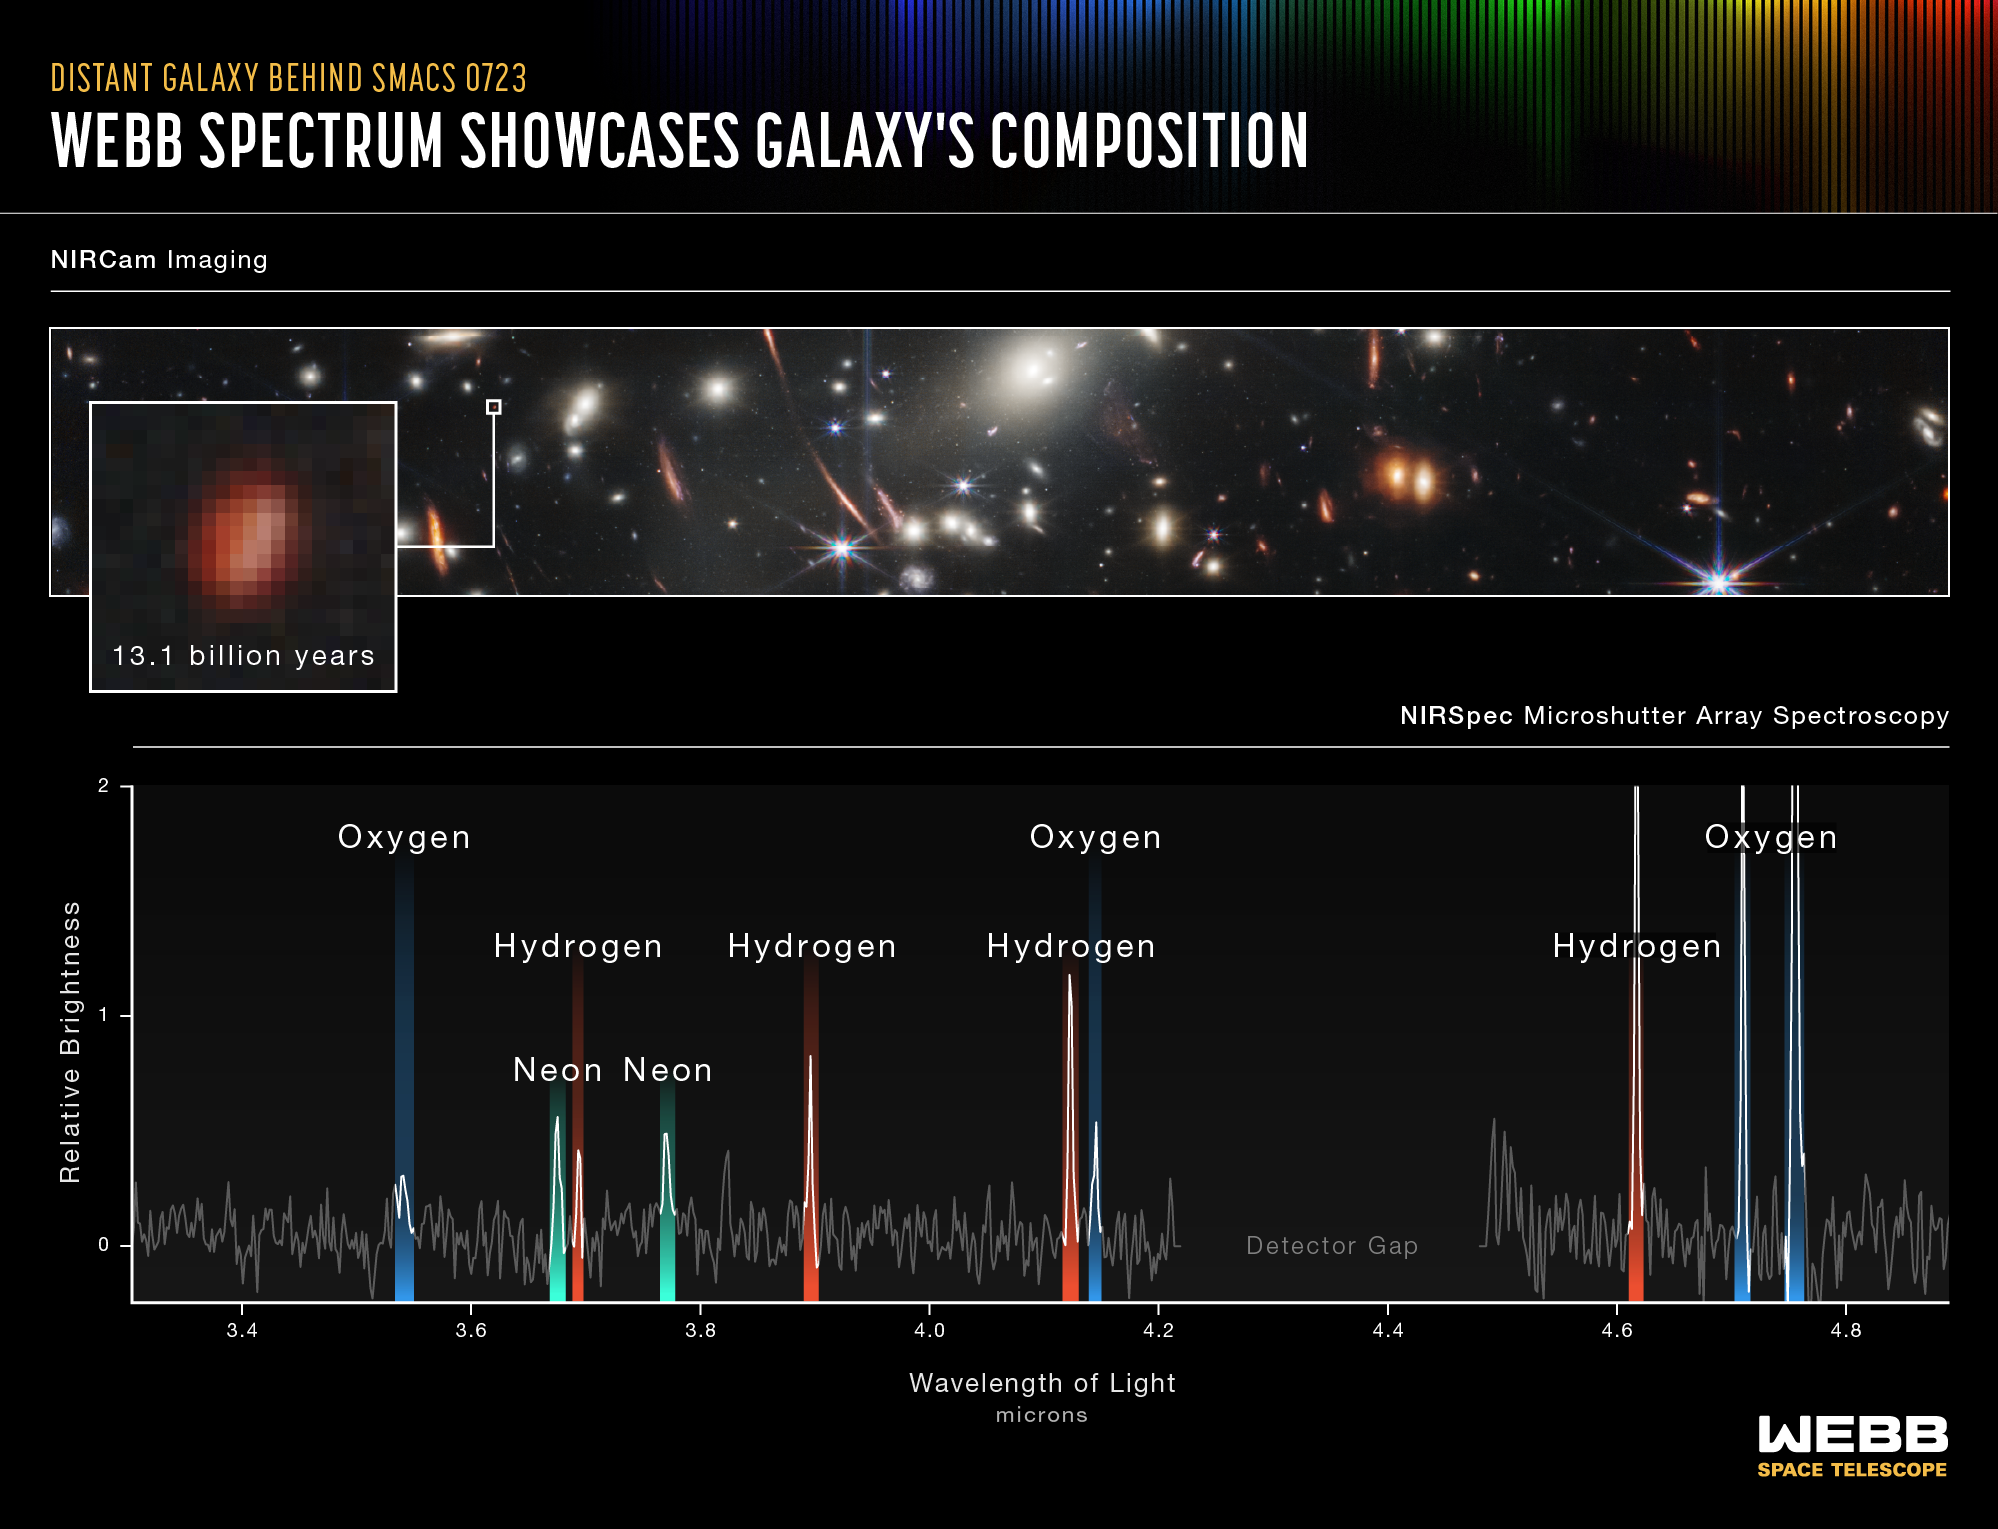 DISTANT GALAXY BEHIND SMACS 0723
WEBB SPECTRUM SHOWCASES GALAXY'S COMPOSITION
NIRCam Imaging
13.1 billion years
NIRSpec Microshutter Array Spectroscopy
2
Oxygen
Oxygen
Oxygen
Hydrogen
Hydrogen
Hydrogen
Hydrogen
1
Neon
Neon
Relative Brightness
0
Detector Gap
3.4
3.6
3.8
4.0
4.2
4.4
4.6
4.8
Wavelength of Light
microns
WEBB
SPACE TELESCOPE